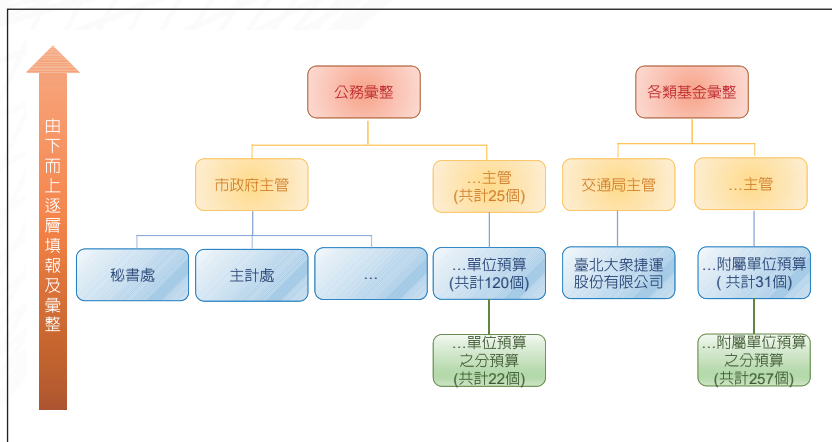 由下而上逐層填報及彙整
公務彙整
各類基金彙整
市政府主管
…主管
(共計25個)
交通局主管
…主管
秘書處
主計處
…
…單位預算
(共計120個)
臺北大眾捷運
股份有限公司
…附屬單位預算
( 共計31個)
…單位預算
之分預算
(共計22個)
…附屬單位預算
之分預算
(共計257個)